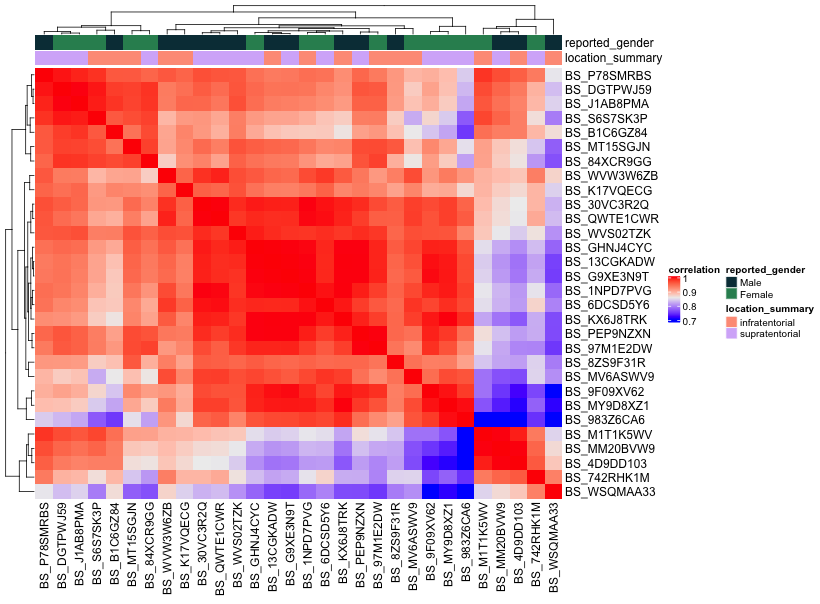 reported_gender
location_summary
BS_P78SMRBS
BS_DGTPWJ59
BS_J1AB8PMA
BS_S6S7SK3P
BS_B1C6GZ84
BS_MT15SGJN
BS_84XCR9GG
BS_WVW3W6ZB
BS_K17VQECG
BS_30VC3R2Q
BS_QWTE1CWR
BS_WVS02TZK
BS_GHNJ4CYC
BS_13CGKADW
BS_G9XE3N9T
BS_1NPD7PVG
BS_6DCSD5Y6
BS_KX6J8TRK
BS_PEP9NZXN
BS_97M1E2DW
BS_8ZS9F31R
BS_MV6ASWV9
BS_9F09XV62
BS_MY9D8XZ1
BS_983Z6CA6
BS_M1T1K5WV
BS_MM20BVW9
BS_4D9DD103
BS_742RHK1M
BS_WSQMAA33
BS_P78SMRBS
BS_DGTPWJ59
BS_J1AB8PMA
BS_S6S7SK3P
BS_B1C6GZ84
BS_MT15SGJN
BS_84XCR9GG
BS_WVW3W6ZB
BS_K17VQECG
BS_30VC3R2Q
BS_QWTE1CWR
BS_WVS02TZK
BS_GHNJ4CYC
BS_13CGKADW
BS_G9XE3N9T
BS_1NPD7PVG
BS_6DCSD5Y6
BS_KX6J8TRK
BS_PEP9NZXN
BS_97M1E2DW
BS_8ZS9F31R
BS_MV6ASWV9
BS_9F09XV62
BS_MY9D8XZ1
BS_983Z6CA6
BS_M1T1K5WV
BS_MM20BVW9
BS_4D9DD103
BS_742RHK1M
BS_WSQMAA33
correlation
1
0.9
0.8
0.7
reported_gender
Male
Female
location_summary
infratentorial
supratentorial